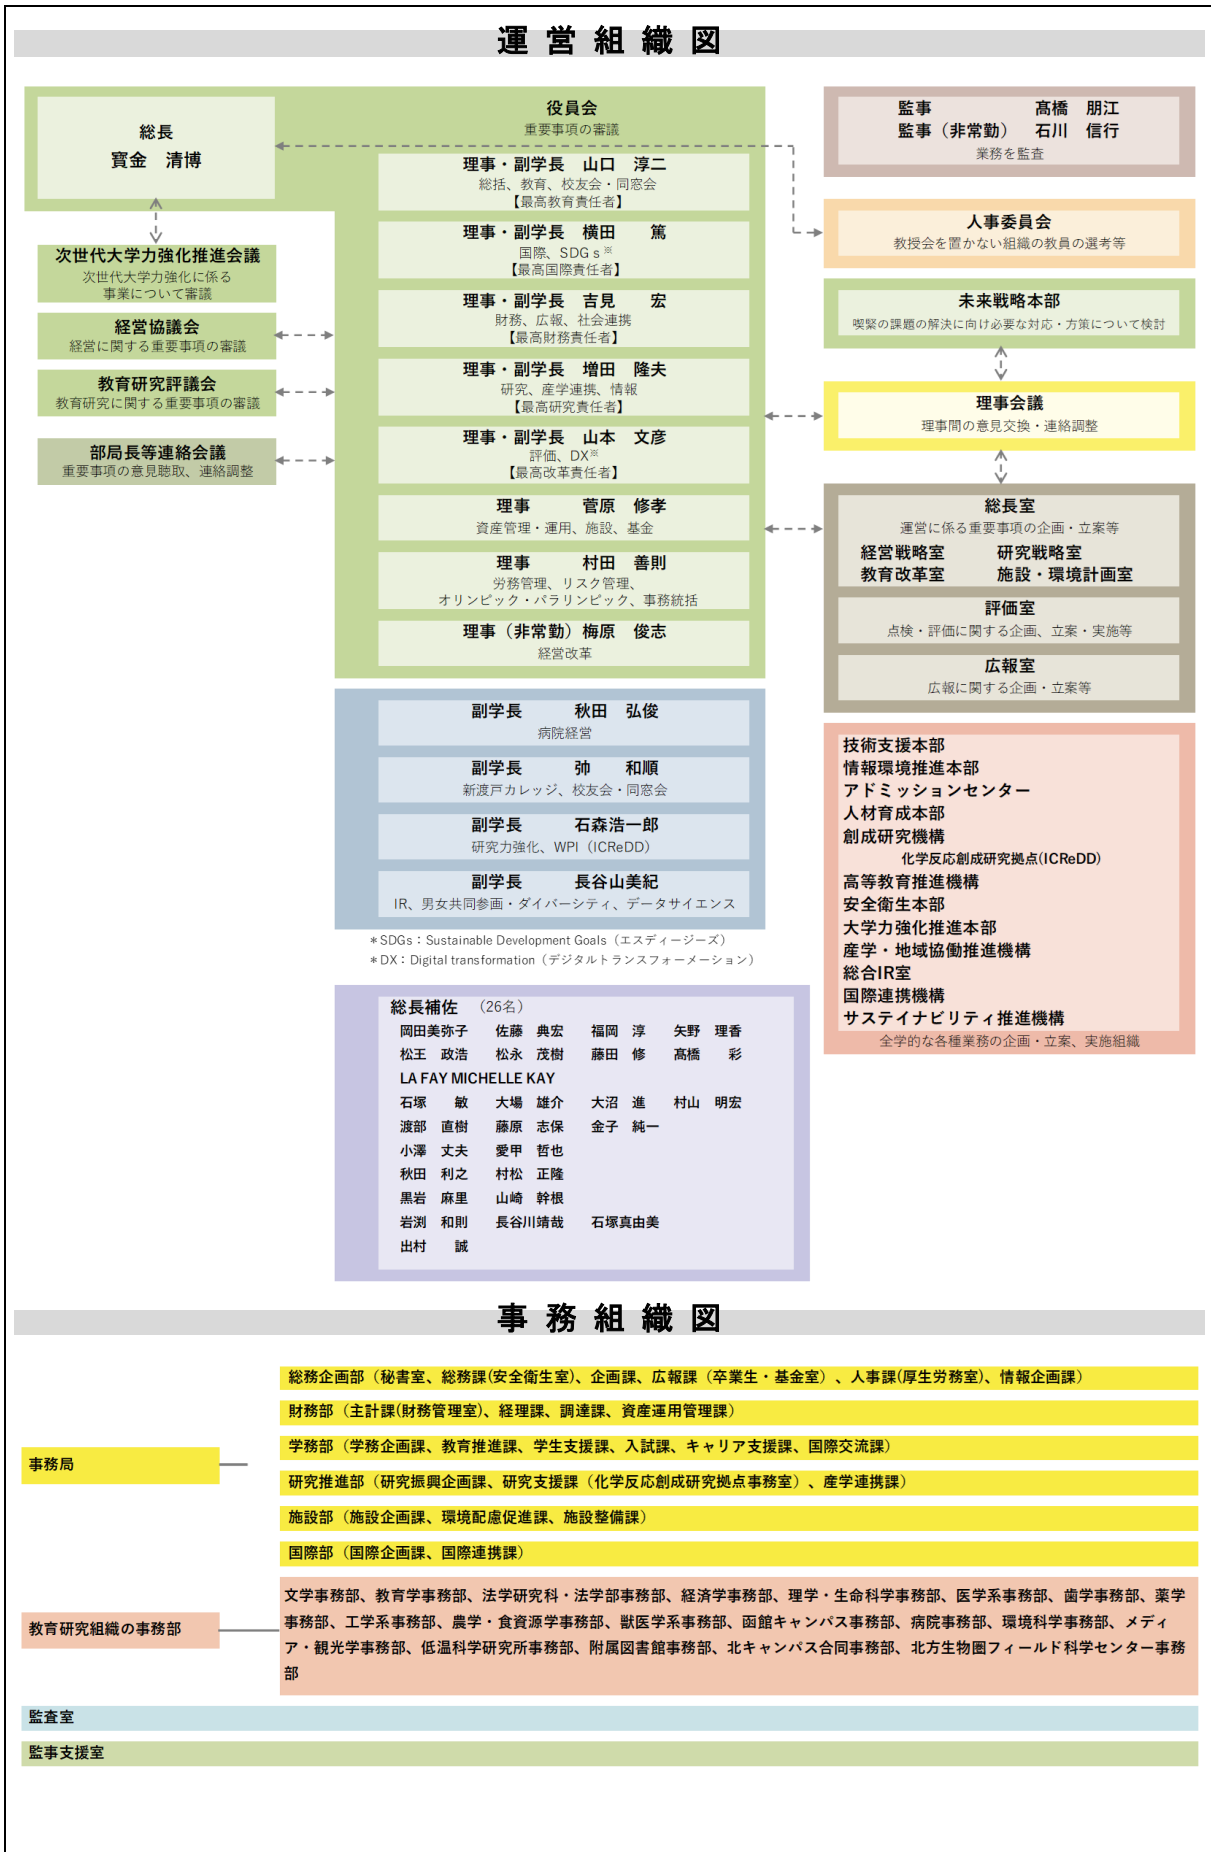 運営組織図
総長
寳金　清博
役員会
重要事項の審議
理事・副学長　山口　淳二
総括、教育、校友会・同窓会
【最高教育責任者】
理事・副学長　横田　　篤
国際、SDGｓ※
【最高国際責任者】
理事・副学長　吉見　　宏
財務、広報、社会連携
【最高財務責任者】
理事・副学長　増田　隆夫
研究、産学連携、情報
【最高研究責任者】
理事・副学長　山本　文彦
評価、DX※
【最高改革責任者】
理事　　　菅原　修孝
資産管理・運用、施設、基金
理事　　　村田　善則
労務管理、リスク管理、
オリンピック・パラリンピック、事務統括
理事（非常勤）梅原　俊志
経営改革
次世代大学力強化推進会議
次世代大学力強化に係る
事業について審議
経営協議会
経営に関する重要事項の審議
教育研究評議会
教育研究に関する重要事項の審議
部局長等連絡会議
重要事項の意見聴取、連絡調整
副学長　　　秋田　弘俊
病院経営
副学長　　　弥　　和順
新渡戸カレッジ、校友会・同窓会
副学長　　　石森浩一郎
研究力強化、WPI（ICReDD）
副学長　　　長谷山美紀
IR、男女共同参画・ダイバーシティ、データサイエンス
＊SDGs：Sustainable Development Goals（エスディージーズ）
＊DX：Digital transformation（デジタルトランスフォーメーション）
総長補佐　（26名）
岡田美弥子　佐藤　典宏　福岡　淳　矢野　理香
松王　政浩　松永　茂樹　藤田　修　髙橋　　彩
LA FAY MICHELLE KAY
石塚　　敏　大場　雄介　大沼　進　村山　明宏
渡部　直樹　藤原　志保　金子　純一
小澤　丈夫　愛甲　哲也
秋田　利之　村松　正隆
黒岩　麻里　山崎　幹根
岩渕　和則　長谷川靖哉　石塚真由美
出村　　誠
監事　　　　　　髙橋　朋江
監事（非常勤）　石川　信行
業務を監査
人事委員会
教授会を置かない組織の教員の選考等
未来戦略本部
喫緊の課題の解決に向け必要な対応・方策について検討
理事会議
理事間の意見交換・連絡調整
総長室
運営に係る重要事項の企画・立案等
経営戦略室　　　研究戦略室
教育改革室　　　施設・環境計画室
評価室
点検・評価に関する企画、立案・実施等
広報室
広報に関する企画・立案等
技術支援本部
情報環境推進本部
アドミッションセンター
人材育成本部
創成研究機構
化学反応創成研究拠点(ICReDD)
高等教育推進機構
安全衛生本部
大学力強化推進本部
産学・地域協働推進機構
総合IR室
国際連携機構
サステイナビリティ推進機構
全学的な各種業務の企画・立案、実施組織
事務組織図
事務局
総務企画部（秘書室、総務課(安全衛生室)、企画課、広報課（卒業生・基金室）、人事課(厚生労務室)、情報企画課）
財務部（主計課(財務管理室)、経理課、調達課、資産運用管理課）
学務部（学務企画課、教育推進課、学生支援課、入試課、キャリア支援課、国際交流課）
研究推進部（研究振興企画課、研究支援課（化学反応創成研究拠点事務室）、産学連携課）
施設部（施設企画課、環境配慮促進課、施設整備課）
国際部（国際企画課、国際連携課）
教育研究組織の事務部
文学事務部、教育学事務部、法学研究科・法学部事務部、経済学事務部、理学・生命科学事務部、医学系事務部、歯学事務部、薬学
事務部、工学系事務部、農学・食資源学事務部、獣医学系事務部、函館キャンパス事務部、病院事務部、環境科学事務部、メディ
ア・観光学事務部、低温科学研究所事務部、附属図書館事務部、北キャンパス合同事務部、北方生物圏フィールド科学センター事務
部
監査室
監事支援室